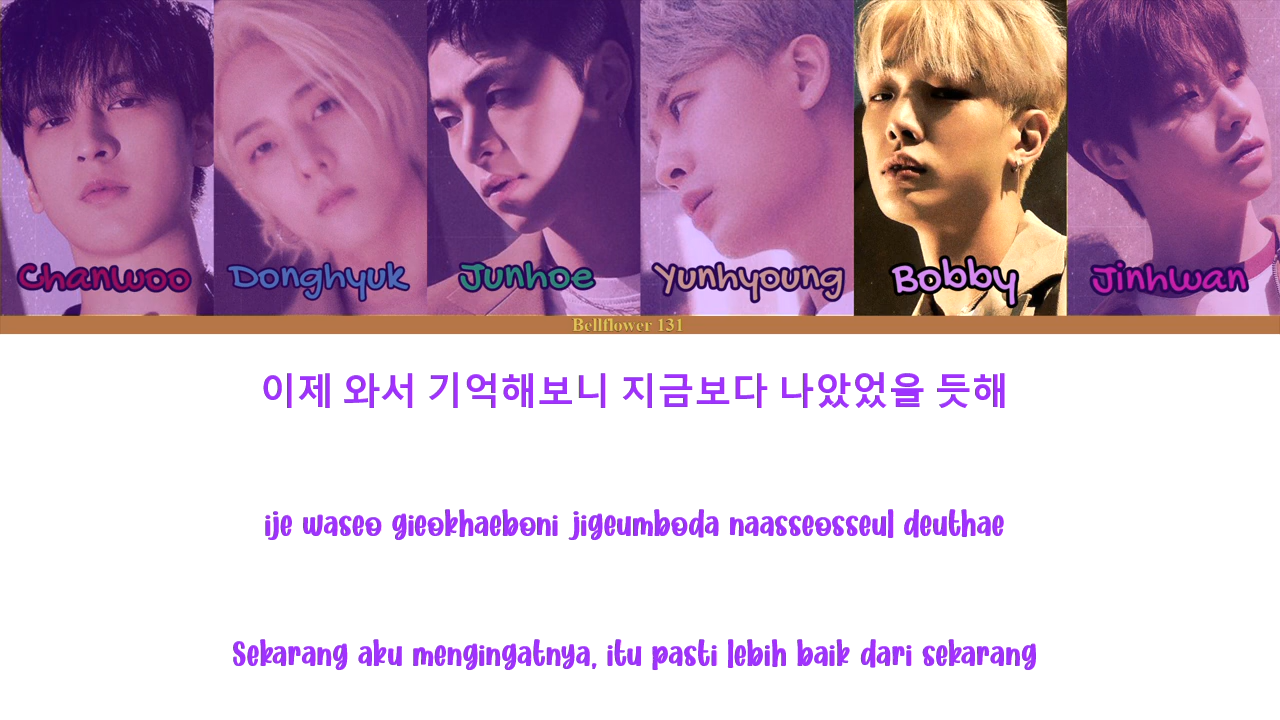 Chanwoo
Donghyuk
Junhoe
Yunhyoung
Bobby
Jinhwan
Bellflower 131
이제 와서 기억해보니 지금보다 나았었을 듯해
ije waseo gieokhaeboni jigeumboda naasseosseul deuthae
Sekarang aku mengingatnya, itu pasti lebih baik dari sekarang